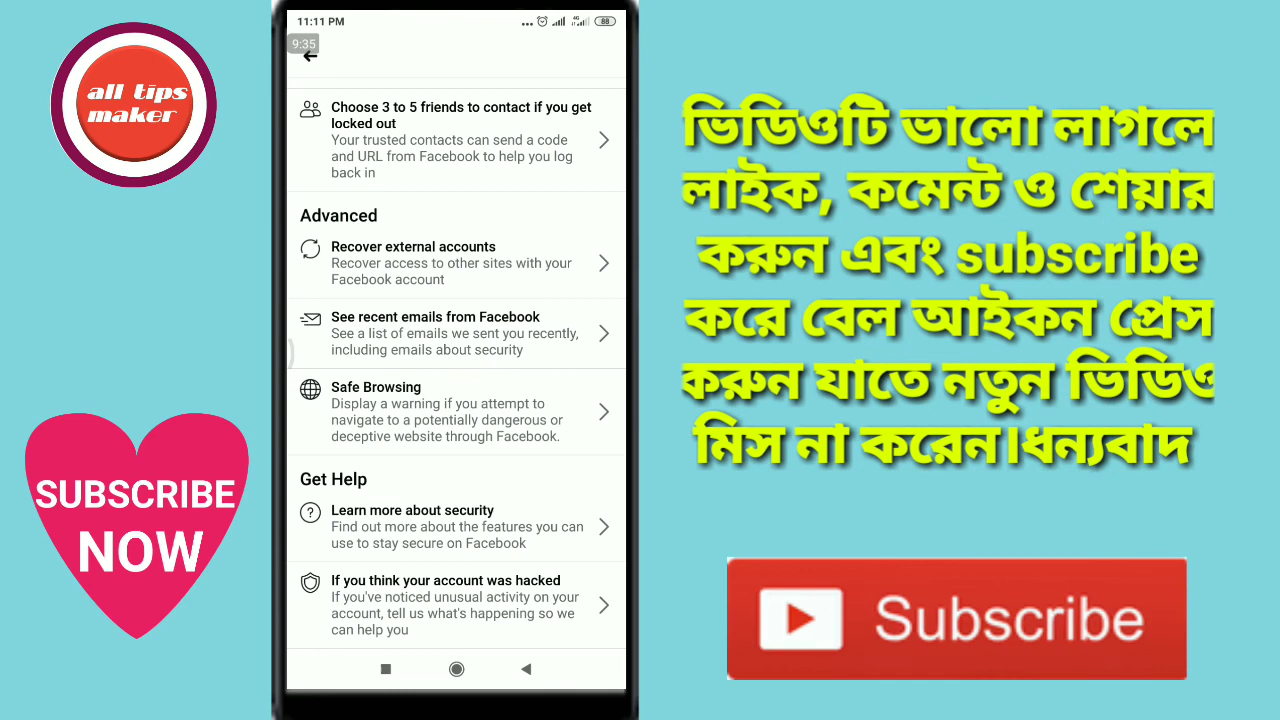 all tips
maker
SUBSCRIBE
NOW
11:11 PM
4G
88
9:35
Choose 3 to 5 friends to contact if you get
locked out
Your trusted contacts can send a code
and URL from Facebook to help you log
back in
Advanced
Recover external accounts
Recover access to other sites with your
Facebook account
See recent emails from Facebook
See a list of emails we sent you recently,
including emails about security
Safe Browsing
Display a warning if you attempt to
navigate to a potentially dangerous or
deceptive website through Facebook.
Get Help
Learn more about security
Find out more about the features you can
use to stay secure on Facebook
If you think your account was hacked
If you've noticed unusual activity on your
account, tell us what's happening so we
can help you
ভিডিওটি ভালো লাগলে
লাইক, কমেন্ট ও শেয়ার
করুন এবং subscribe
করে বেল আইকন প্রেস
করুন যাতে নতুন ভিডিও
মিস না করেন।ধন্যবাদ
Subscribe